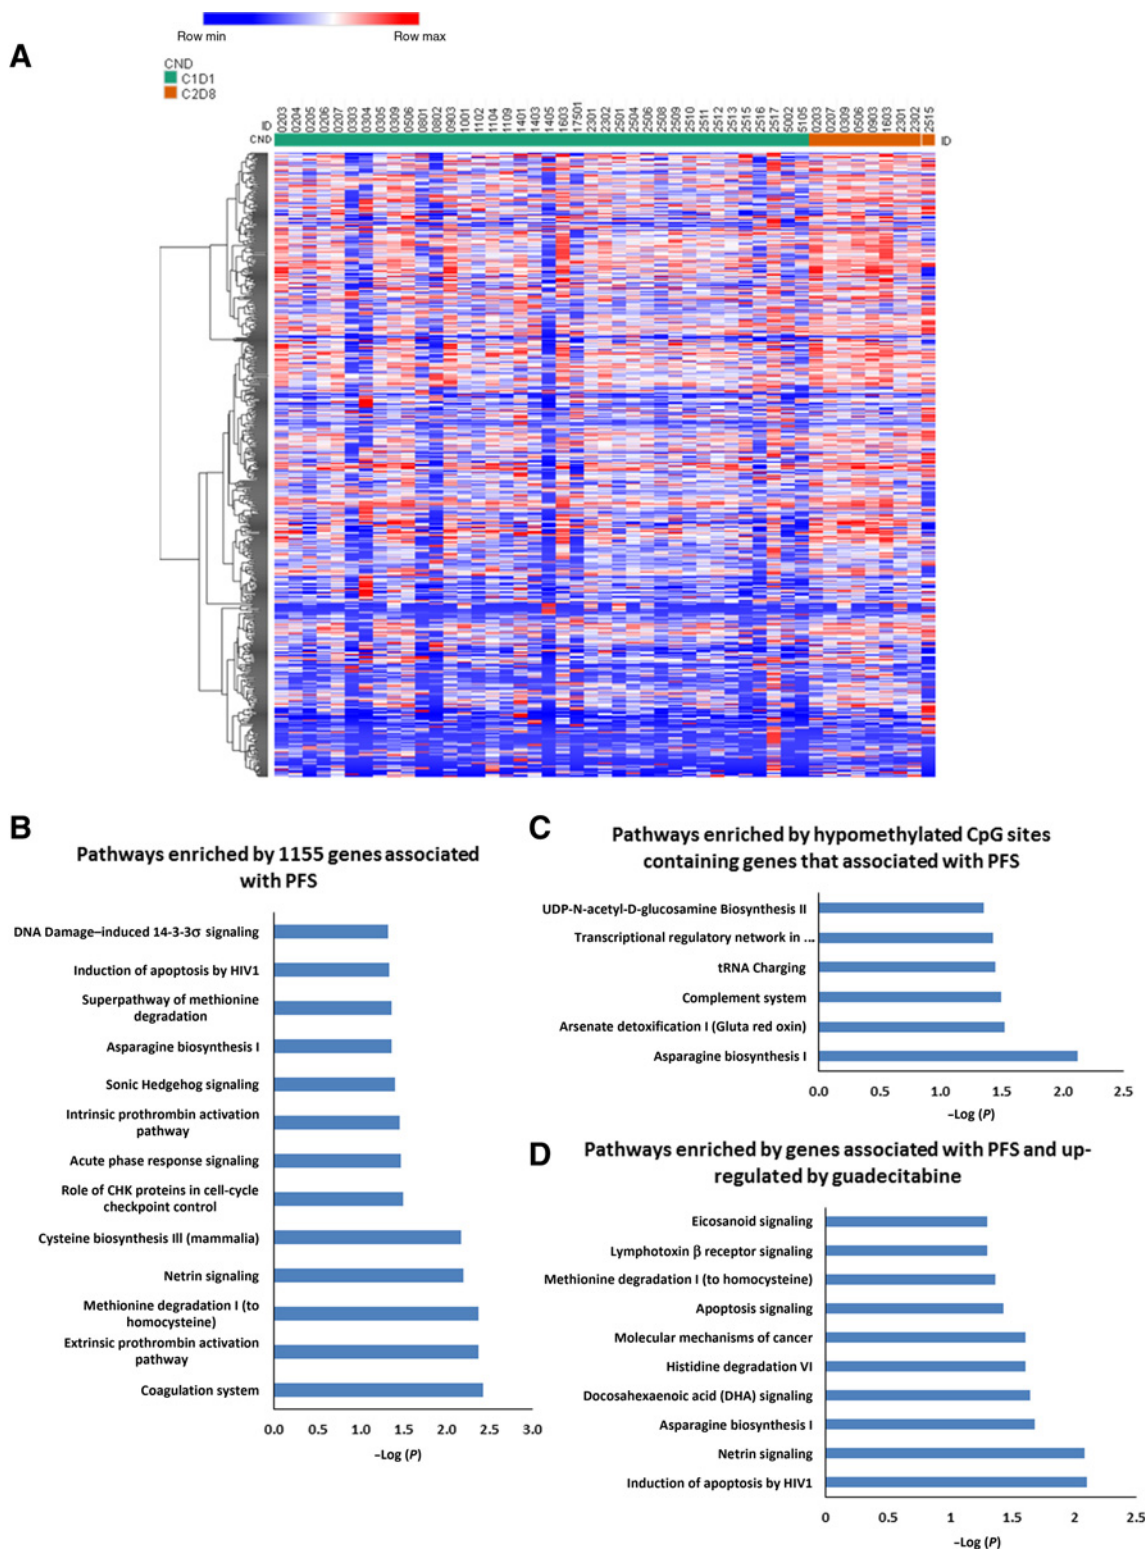 Row min
Row max
A
CND
C1D1
C2D8
ID
0203
0204
0205
0206
0207
0303
0304
0305
0309
0506
0801
0802
0903
1001
1102
1104
1109
1401
1403
1405
1603
17501
2301
2302
2501
2504
2506
2508
2509
2510
2511
2512
2513
2515
2516
2517
5002
5105
0203
0207
0309
0506
0903
1603
2301
2302
2515
CND
ID
B
Pathways enriched by 1155 genes associated
with PFS
DNA Damage–induced 14-3-3σ signaling
Induction of apoptosis by HIV1
Superpathway of methionine
degradation
Asparagine biosynthesis I
Sonic Hedgehog signaling
Intrinsic prothrombin activation
pathway
Acute phase response signaling
Role of CHK proteins in cell-cycle
checkpoint control
Cysteine biosynthesis III (mammalia)
Netrin signaling
Methionine degradation I (to
homocysteine)
Extrinsic prothrombin activation
pathway
Coagulation system
0.0 0.5 1.0 1.5 2.0 2.5 3.0
–Log (P)
C
Pathways enriched by hypomethylated CpG sites
containing genes that associated with PFS
UDP-N-acetyl-D-glucosamine Biosynthesis II
Transcriptional regulatory network in ...
tRNA Charging
Complement system
Arsenate detoxification I (Gluta red oxin)
Asparagine biosynthesis I
0.0 0.5 1.0 1.5 2.0 2.5
–Log (P)
D
Pathways enriched by genes associated with PFS and up-
regulated by guadecitabine
Eicosanoid signaling
Lymphotoxin β receptor signaling
Methionine degradation I (to homocysteine)
Apoptosis signaling
Molecular mechanisms of cancer
Histidine degradation VI
Docosahexaenoic acid (DHA) signaling
Asparagine biosynthesis I
Netrin signaling
Induction of apoptosis by HIV1
0 0.5 1 1.5 2 2.5
–Log (P)